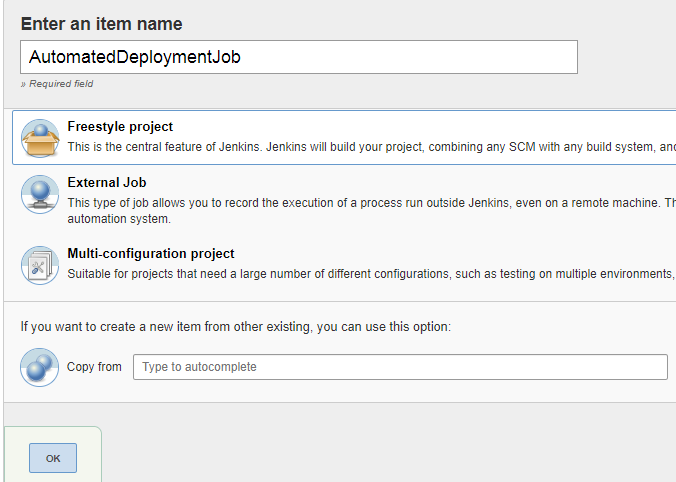 Enter an item name
AutomatedDeploymentJob
» Required field
Freestyle project
This is the central feature of Jenkins. Jenkins will build your project, combining any SCM with any build system, and
External Job
This type of job allows you to record the execution of a process run outside Jenkins, even on a remote machine. Th
automation system.
Multi-configuration project
Suitable for projects that need a large number of different configurations, such as testing on multiple environments,
If you want to create a new item from other existing, you can use this option:
Copy from Type to autocomplete
OK